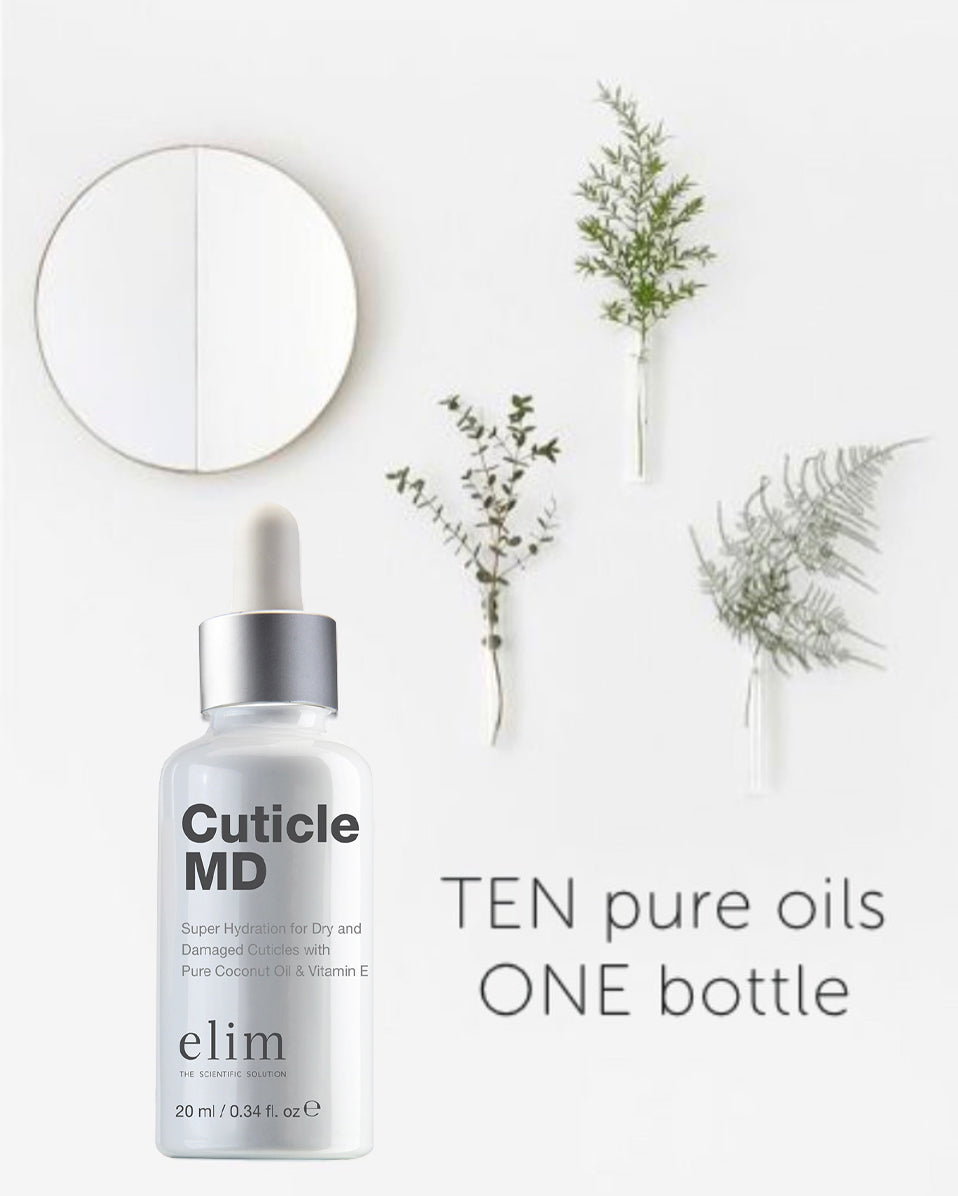 Cuticle
MD
Super Hydration for Dry and
Damaged Cuticles with
Pure Coconut Oil & Vitamin E
elim
THE SCIENTIFIC SOLUTION
20 ml / 0.34 fl. oz ℮
TEN pure oils
ONE bottle